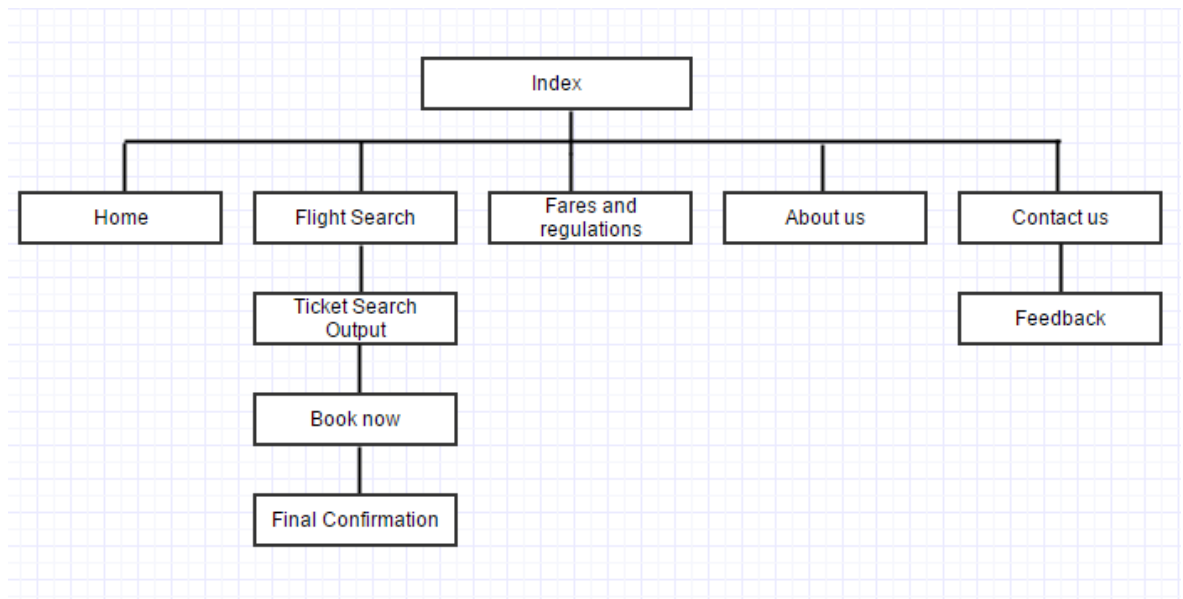 Index
Home
Flight Search
Fares and
regulations
About us
Contact us
Ticket Search
Output
Feedback
Book now
Final Confirmation